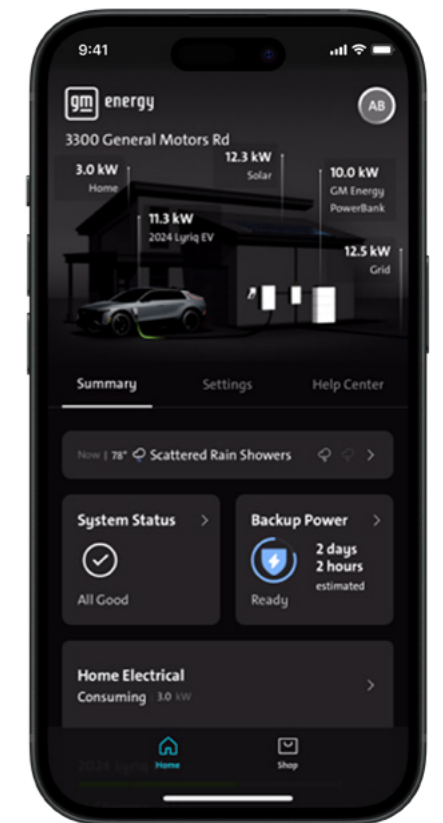 9:41
gm energy
AB
3300 General Motors Rd
3.0 kW
Home
12.3 kW
Solar
10.0 kW
GM Energy
PowerBank
11.3 kW
2024 Lyriq EV
12.5 kW
Grid
Summary
Settings
Help Center
Now | 78° Scattered Rain Showers
System Status
All Good
Backup Power
2 days
2 hours
estimated
Ready
Home Electrical
Consuming | 3.0 kW
2024 Lyriq
Home
Shop